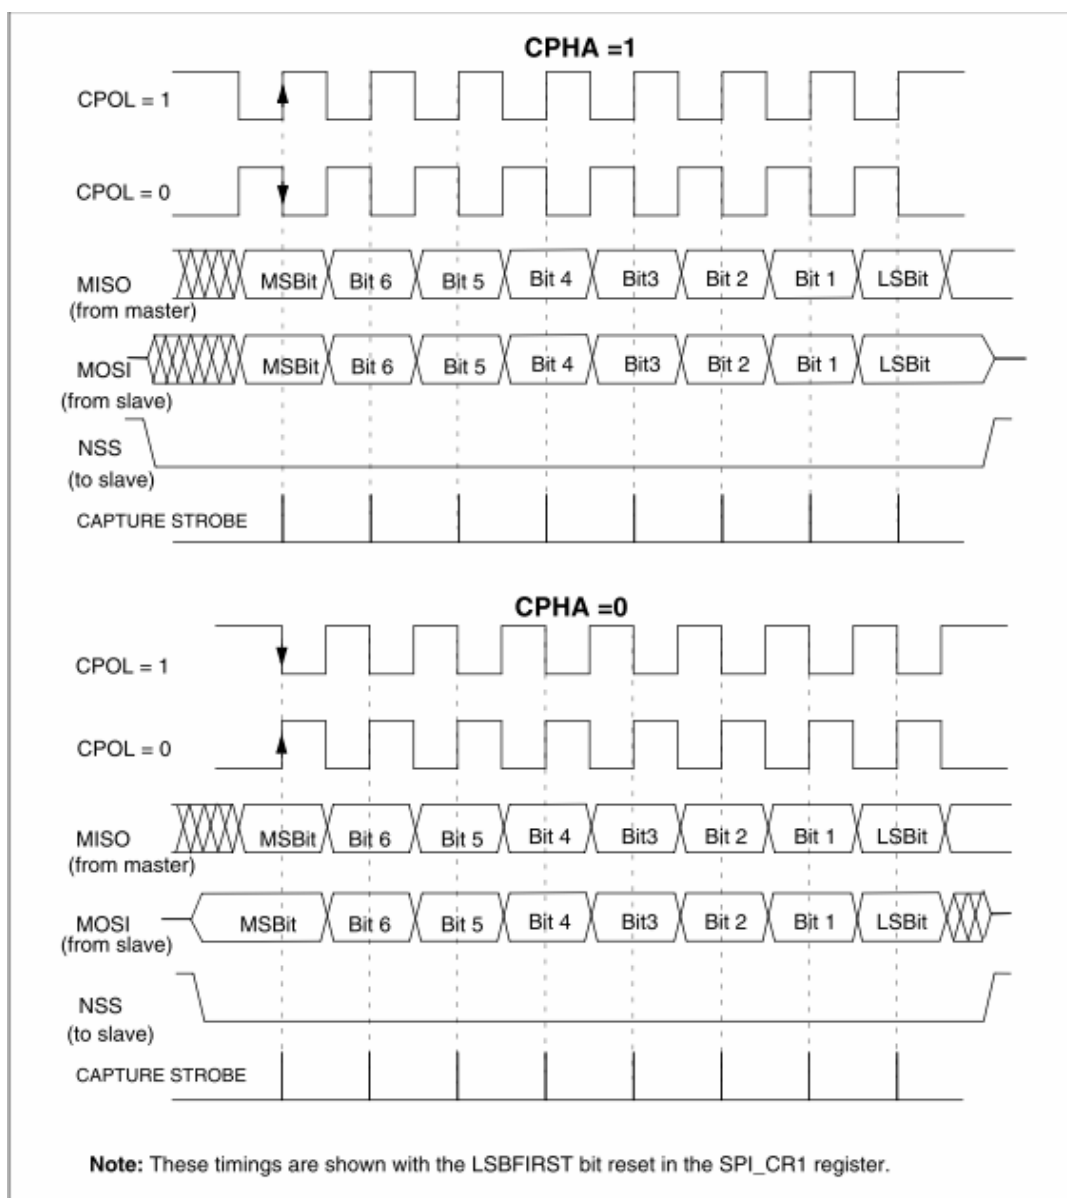 CPHA =1
CPOL = 1
CPOL = 0
MISO MSBit Bit 6 Bit 5 Bit 4 Bit3 Bit 2 Bit 1 LSBit
(from master)
MOSI MSBit Bit 6 Bit 5 Bit 4 Bit3 Bit 2 Bit 1 LSBit
(from slave)
NSS
(to slave)
CAPTURE STROBE
CPHA =0
CPOL = 1
CPOL = 0
MISO MSBit Bit 6 Bit 5 Bit 4 Bit3 Bit 2 Bit 1 LSBit
(from master)
MOSI MSBit Bit 6 Bit 5 Bit 4 Bit3 Bit 2 Bit 1 LSBit
(from slave)
NSS
(to slave)
CAPTURE STROBE
Note: These timings are shown with the LSBFIRST bit reset in the SPI_CR1 register.